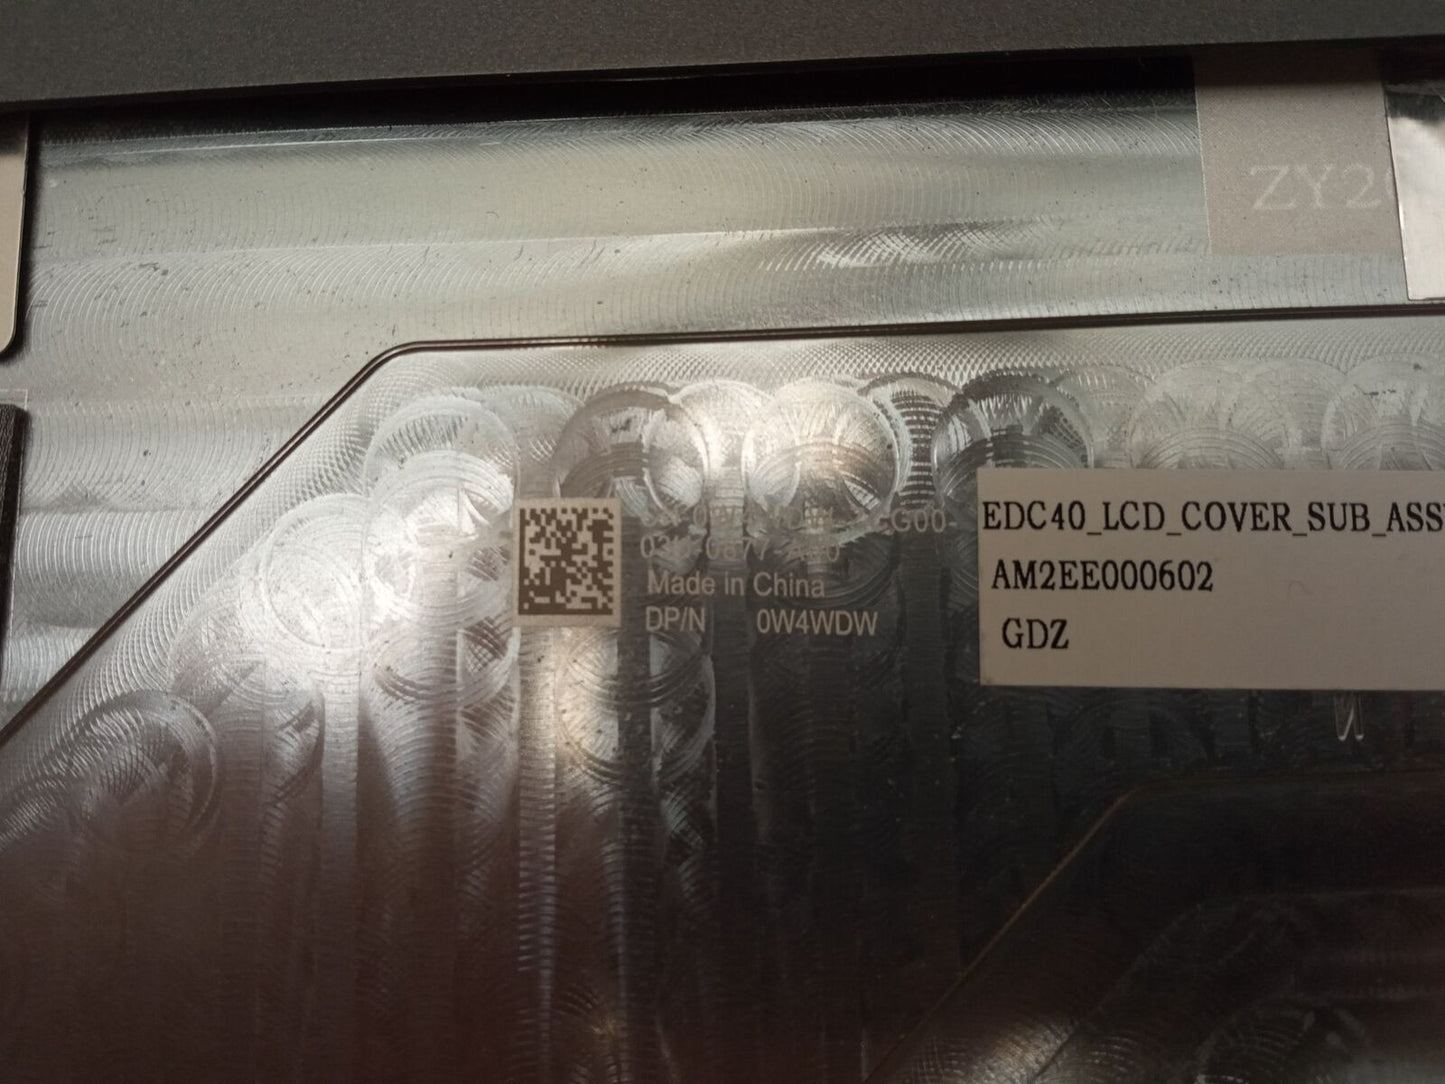 ZY2
EDC40_LCD_COVER_SUB_ASS
AM2EE000602
GDZ
Made in China
DP/N 0W4WDW